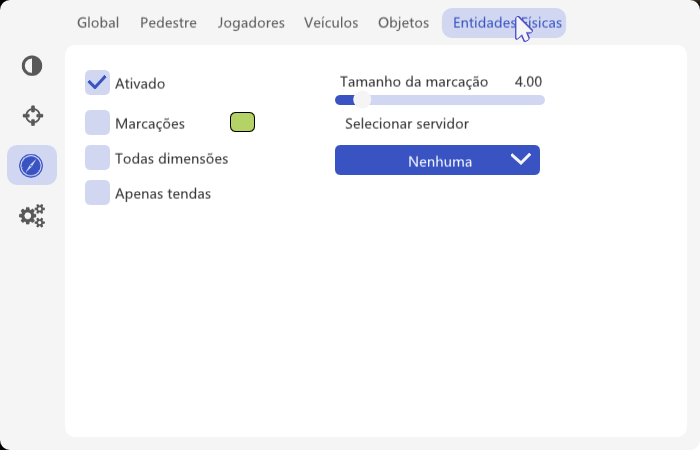 Global Pedestre Jogadores Veículos Objetos Entidades Físicas
Ativado
Tamanho da marcação 4.00
Marcações
Selecionar servidor
Todas dimensões
Nenhuma
Apenas tendas